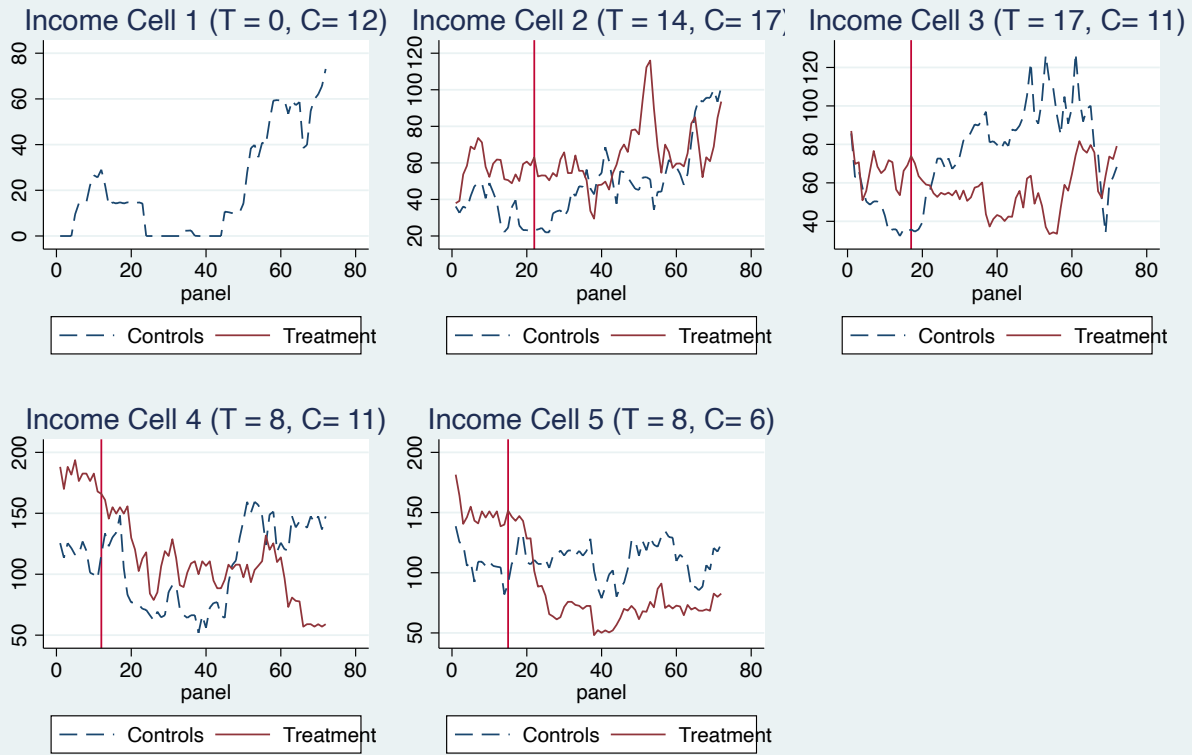 Income Cell 1 (T = 0, C= 12)
80
60
40
20
0
0 20 40 60 80
panel
Controls Treatment
Income Cell 2 (T = 14, C= 17)
120
100
80
60
40
20
0 20 40 60 80
panel
Controls Treatment
Income Cell 3 (T = 17, C= 11)
120
100
80
60
40
0 20 40 60 80
panel
Controls Treatment
Income Cell 4 (T = 8, C= 11)
200
150
100
50
0 20 40 60 80
panel
Controls Treatment
Income Cell 5 (T = 8, C= 6)
200
150
100
50
0 20 40 60 80
panel
Controls Treatment